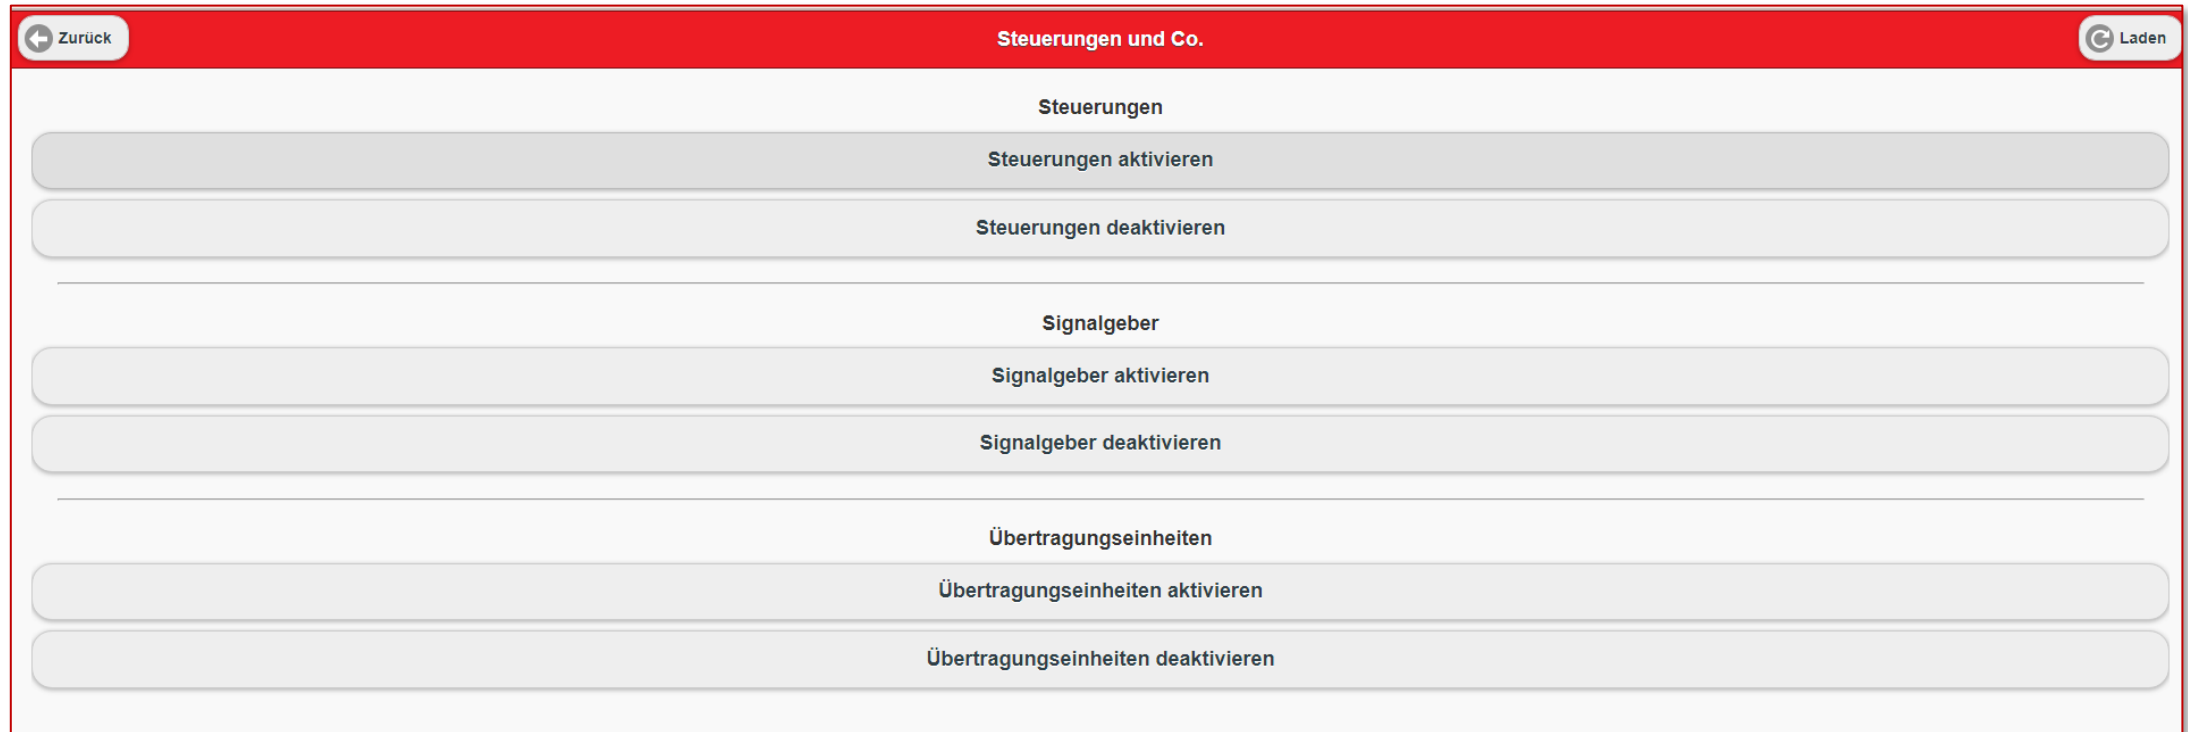 Zurück
Steuerungen und Co.
Laden
Steuerungen
Steuerungen aktivieren
Steuerungen deaktivieren
Signalgeber
Signalgeber aktivieren
Signalgeber deaktivieren
Übertragungseinheiten
Übertragungseinheiten aktivieren
Übertragungseinheiten deaktivieren